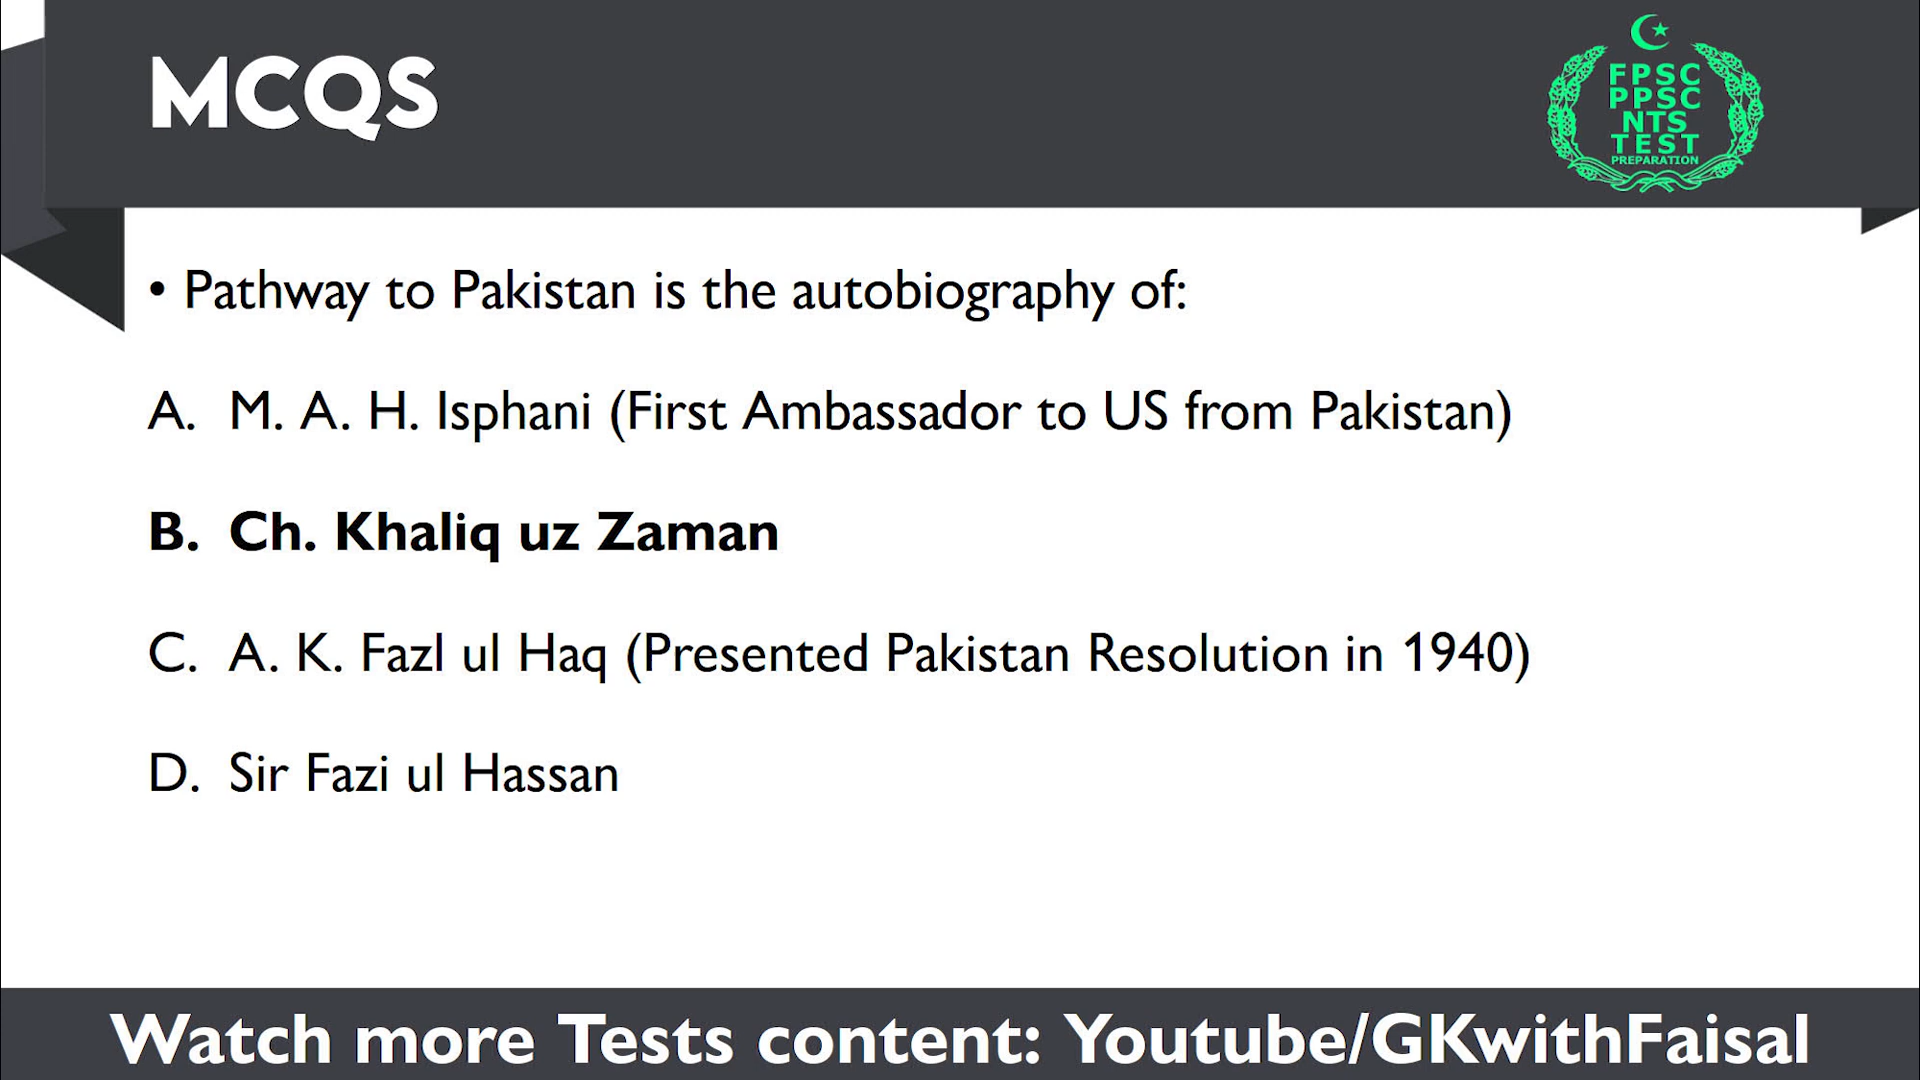 MCQS
FPSC
PPSC
NTS
TEST
PREPARATION
• Pathway to Pakistan is the autobiography of:
A. M. A. H. Isphani (First Ambassador to US from Pakistan)
B. Ch. Khaliq uz Zaman
C. A. K. Fazl ul Haq (Presented Pakistan Resolution in 1940)
D. Sir Fazi ul Hassan
Watch more Tests content: Youtube/GKwithFaisal